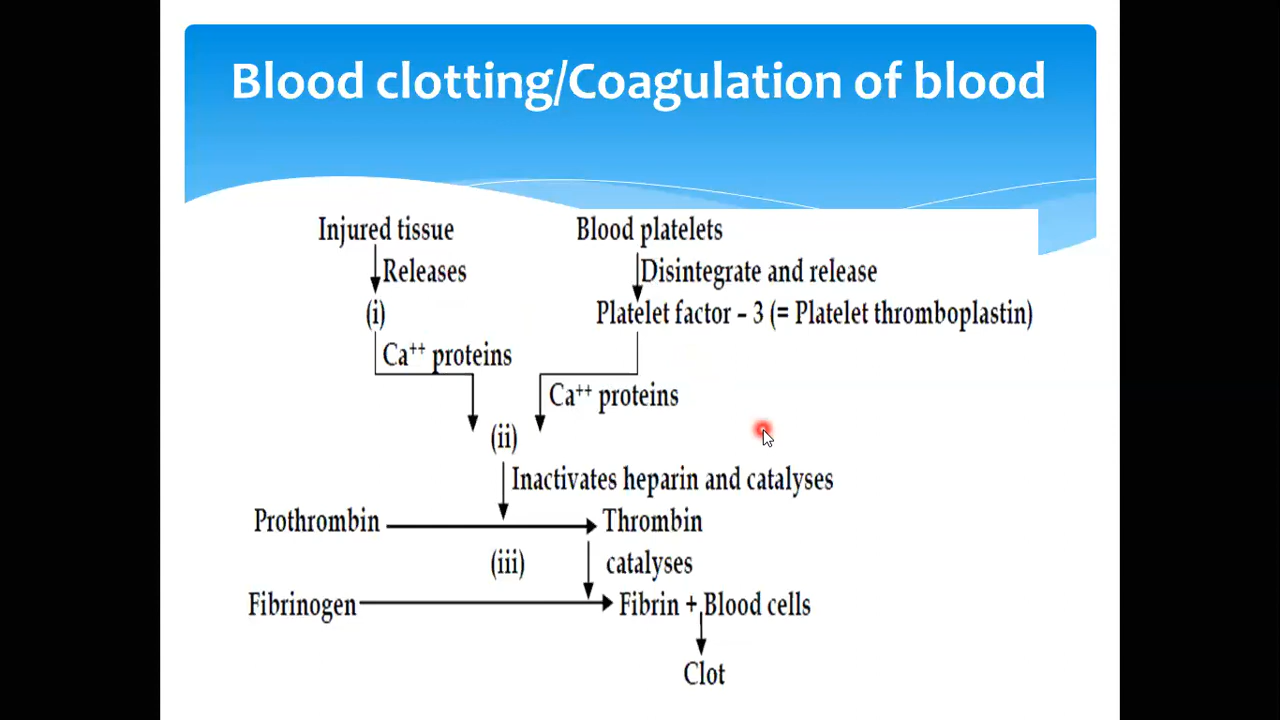 Blood clotting/Coagulation of blood
Injured tissue
Blood platelets
Releases
Disintegrate and release
(i)
Platelet factor – 3 (= Platelet thromboplastin)
Ca⁺⁺ proteins
Ca⁺⁺ proteins
(ii)
Inactivates heparin and catalyses
Prothrombin
Thrombin
(iii)
catalyses
Fibrinogen
Fibrin + Blood cells
Clot